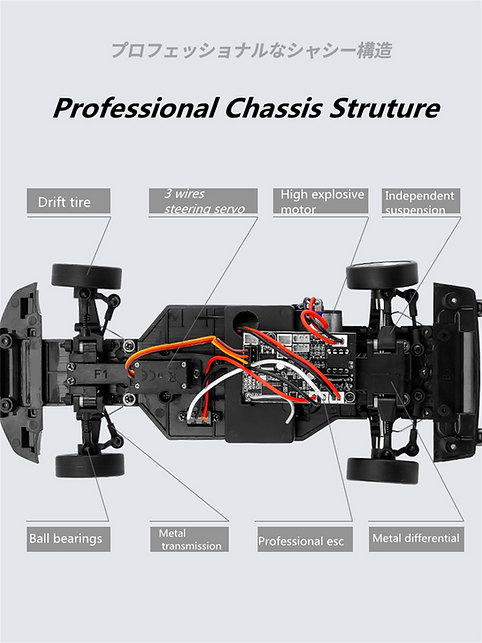 プロフェッショナルなシャシー構造
Professional Chassis Struture
Drift tire
3 wires
steering servo
High explosive
motor
Independent
suspension
F1
Ball bearings
Metal
transmission
Professional esc
Metal differential